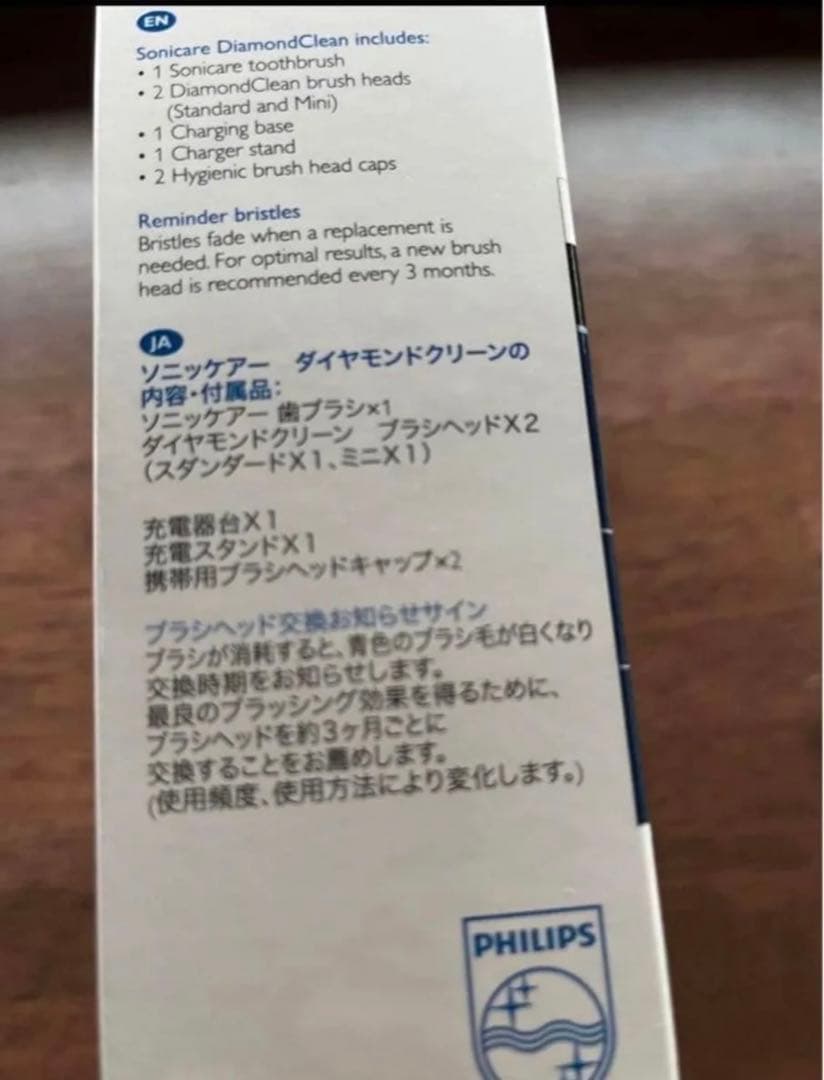 EN
Sonicare DiamondClean includes:
• 1 Sonicare toothbrush
• 2 DiamondClean brush heads
(Standard and Mini)
• 1 Charging base
• 1 Charger stand
• 2 Hygienic brush head caps
Reminder bristles
Bristles fade when a replacement is
needed. For optimal results, a new brush
head is recommended every 3 months.
JA
ソニッケアー　ダイヤモンドクリーンの
内容・付属品：
ソニッケアー 歯ブラシ×1
ダイヤモンドクリーン　ブラシヘッドX2
（スダンダードX1、ミニX1）
充電器台X1
充電スタンドX1
携帯用ブラシヘッドキャップ×2
ブラシヘッド交換お知らせサイン
ブラシが消耗すると、青色のブラシ毛が白くなり
交換時期をお知らせします。
最良のブラッシング効果を得るために、
ブラシヘッドを約3ヶ月ごとに
交換することをお薦めします。
(使用頻度、使用方法により変化します。)
PHILIPS